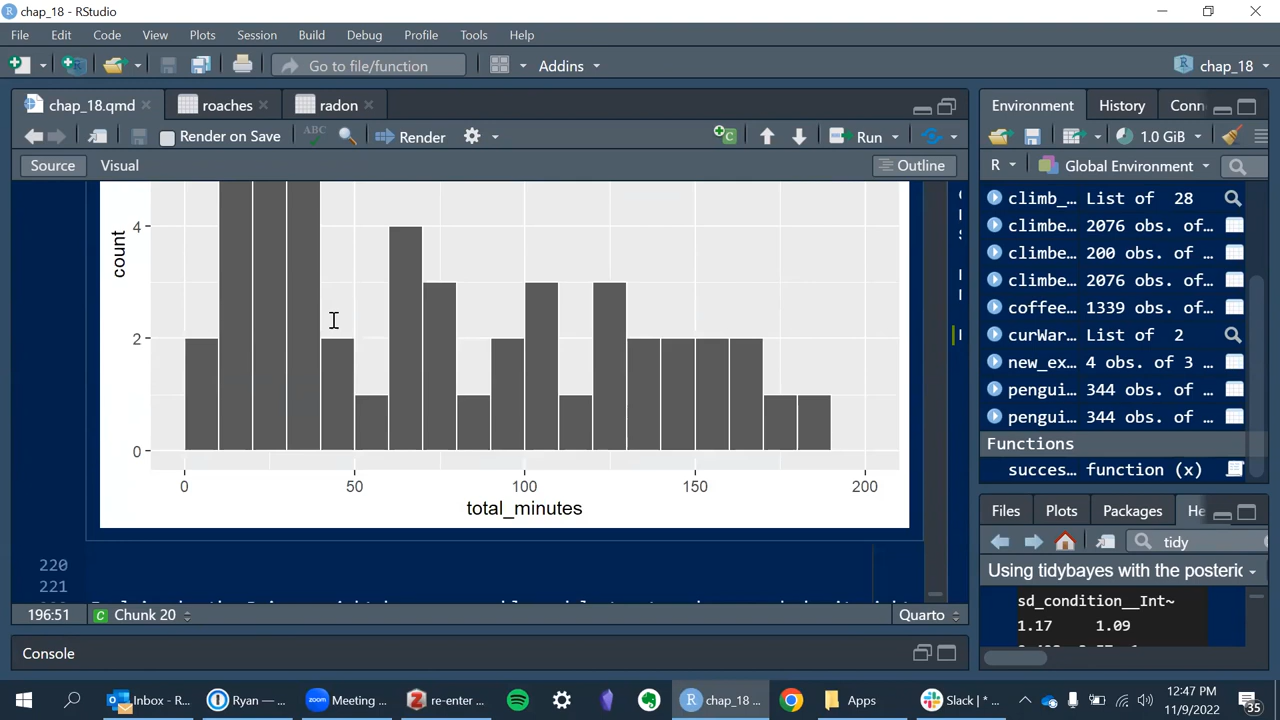 chap_18 - RStudio
File Edit Code View Plots Session Build Debug Profile Tools Help
Go to file/function Addins chap_18
chap_18.qmd roaches radon
Render on Save ABC Render Run
Source Visual Outline
4
2
0
count
0 50 100 150 200
total_minutes
220
221
196:51 Chunk 20 Quarto
Console
Environment History Conn
1.0 GiB
R Global Environment
climb_... List of 28
climbe... 2076 obs. of...
climbe... 200 obs. of ...
climbe... 2076 obs. of...
coffee... 1339 obs. of...
curWar... List of 2
new_ex... 4 obs. of 3 ...
pengui... 344 obs. of...
pengui... 344 obs. of...
Functions
succes... function (x)
Files Plots Packages He
tidy
Using tidybayes with the posteric
sd_condition__Int~
1.17 1.09
Inbox - R... Ryan —... Meeting ... re-enter ... chap_18 ... Apps Slack | *...
12:47 PM
11/9/2022
35